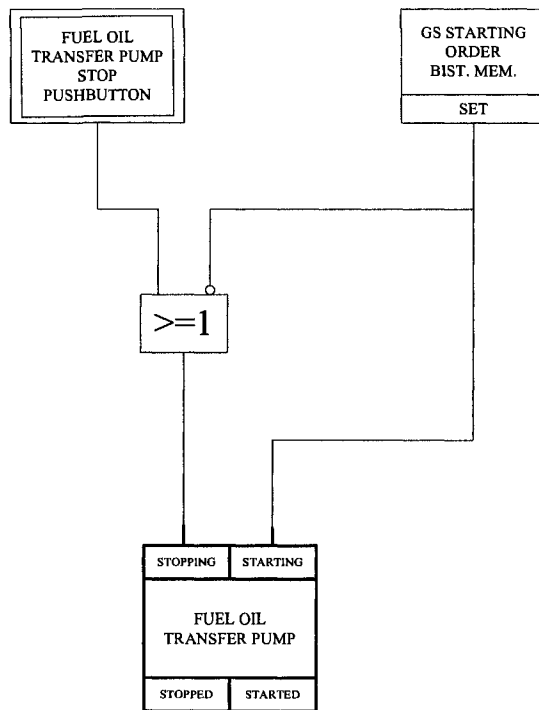 FUEL OIL
TRANSFER PUMP
STOP
PUSHBUTTON
GS STARTING
ORDER
BIST. MEM.
SET
>=1
STOPPING
STARTING
FUEL OIL
TRANSFER PUMP
STOPPED
STARTED